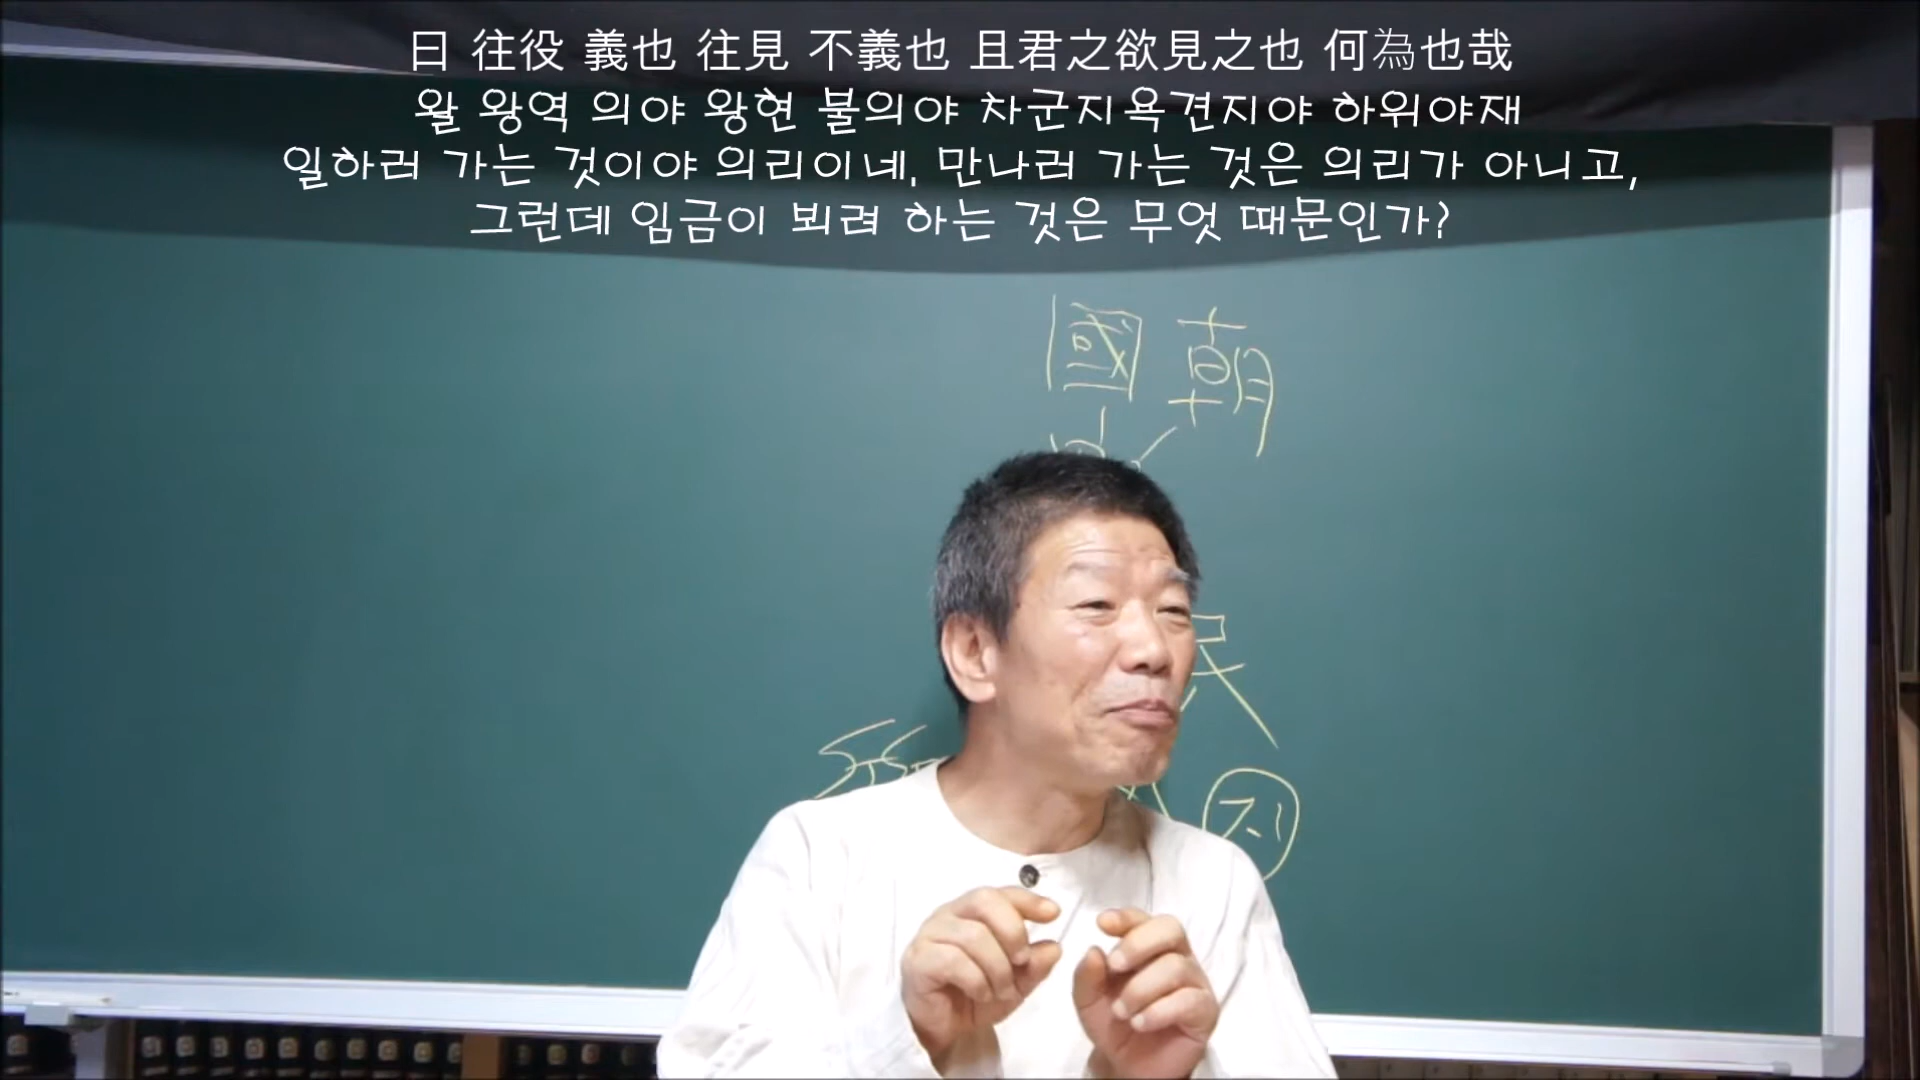 曰 往役 義也 往見 不義也 且君之欲見之也 何為也哉
왈 왕역 의야 왕현 불의야 차군지욕견지야 하위야재
일하러 가는 것이야 의리이네. 만나러 가는 것은 의리가 아니고,
그런데 임금이 뵈려 하는 것은 무엇 때문인가?
國 朝
지